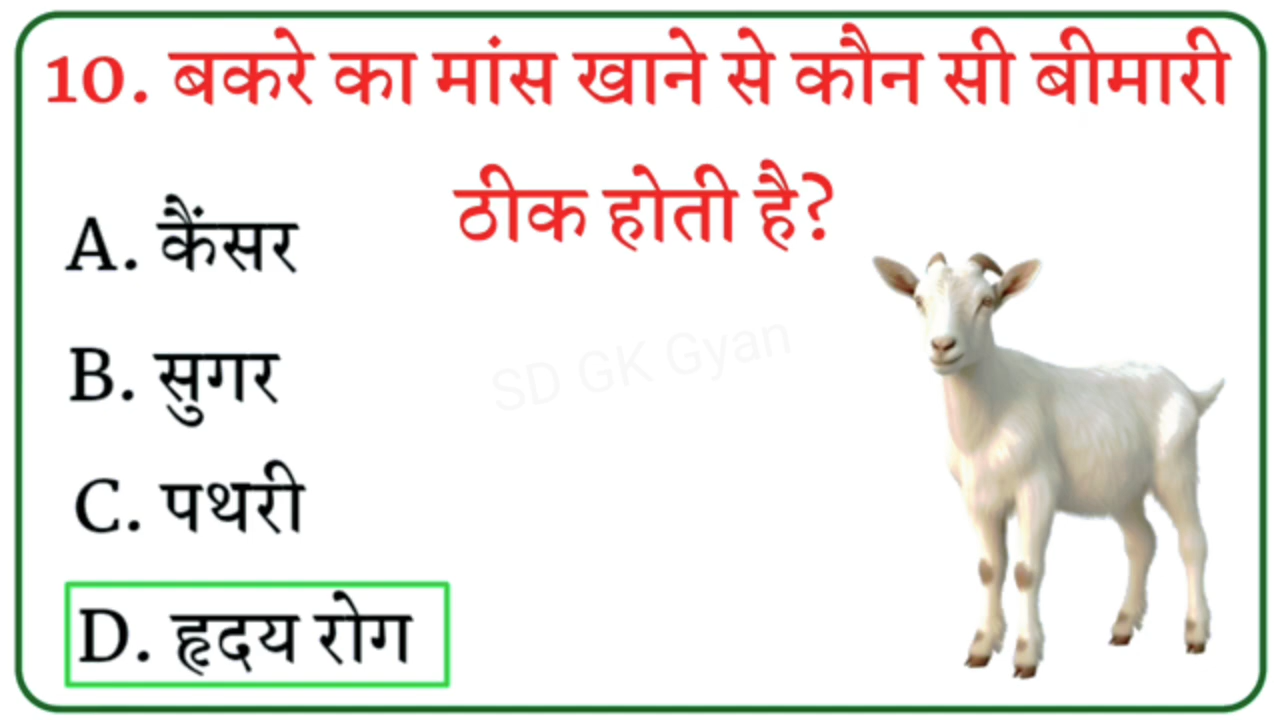 10. बकरे का मांस खाने से कौन सी बीमारी
ठीक होती है?
A. कैंसर
B. सुगर
SD GK Gyan
C. पथरी
D. हृदय रोग